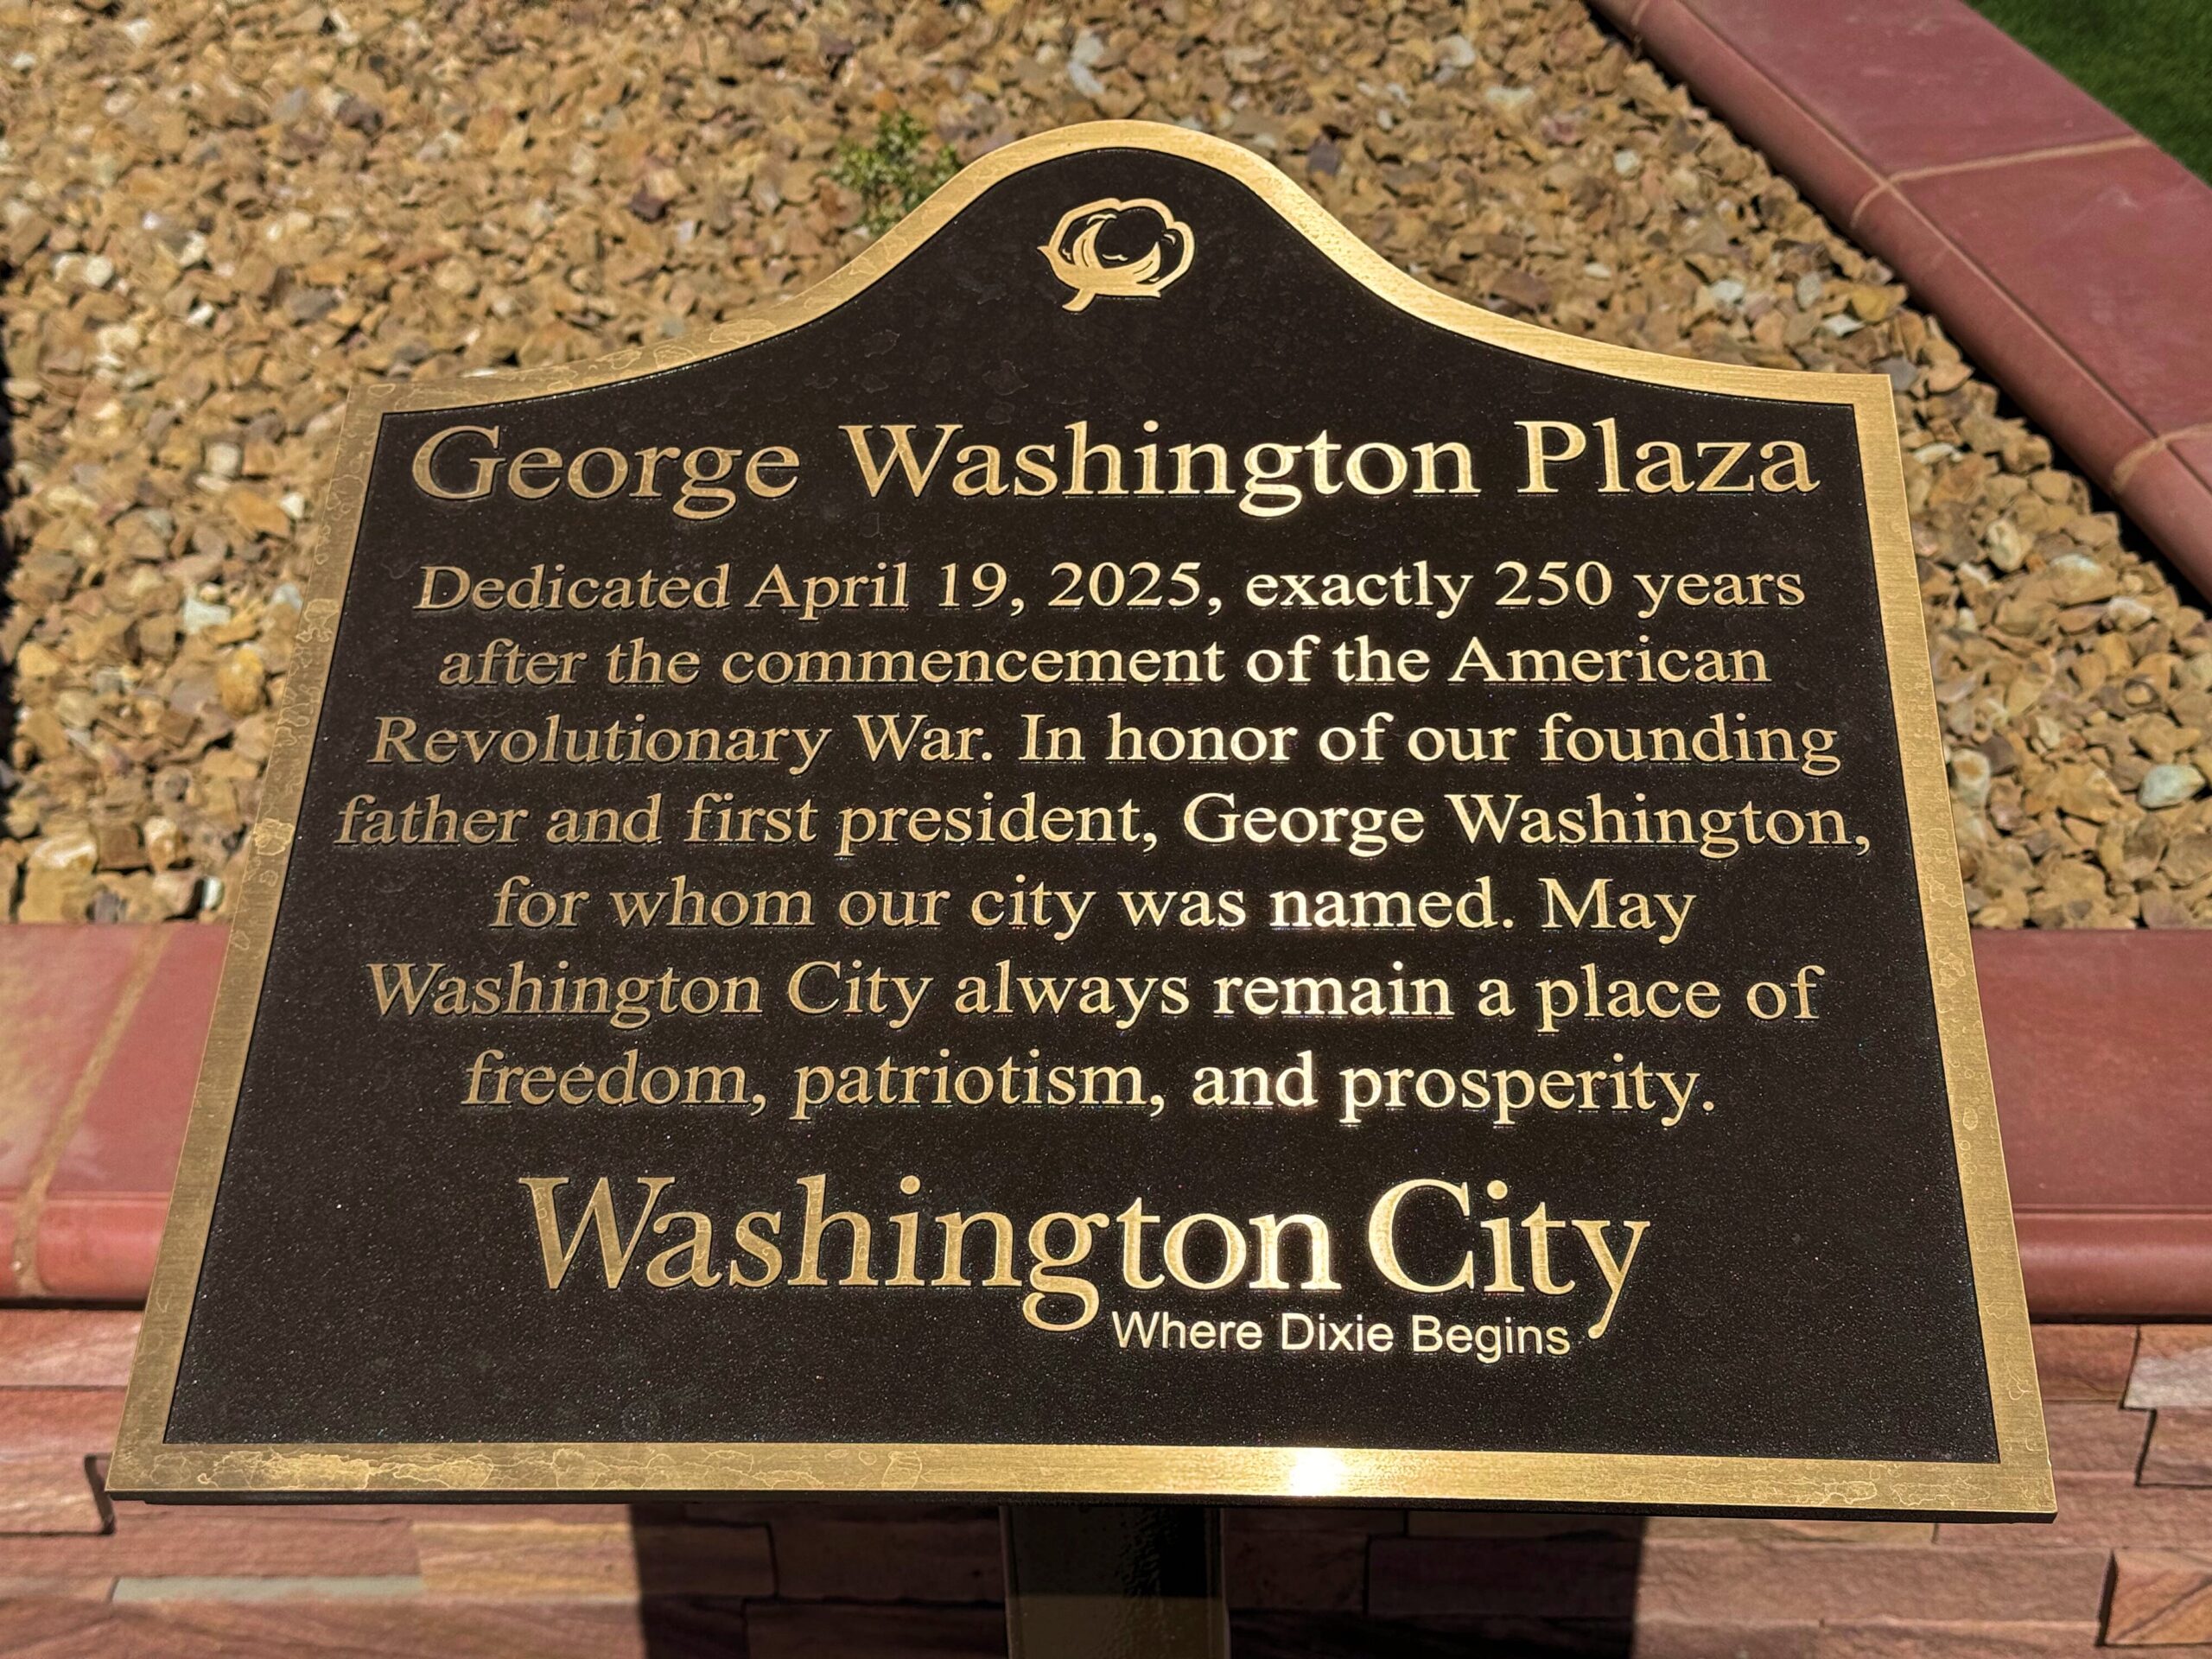 George Washington Plaza
Dedicated April 19, 2025, exactly 250 years
after the commencement of the American
Revolutionary War. In honor of our founding
father and first president, George Washington,
for whom our city was named. May
Washington City always remain a place of
freedom, patriotism, and prosperity.
Washington City
Where Dixie Begins